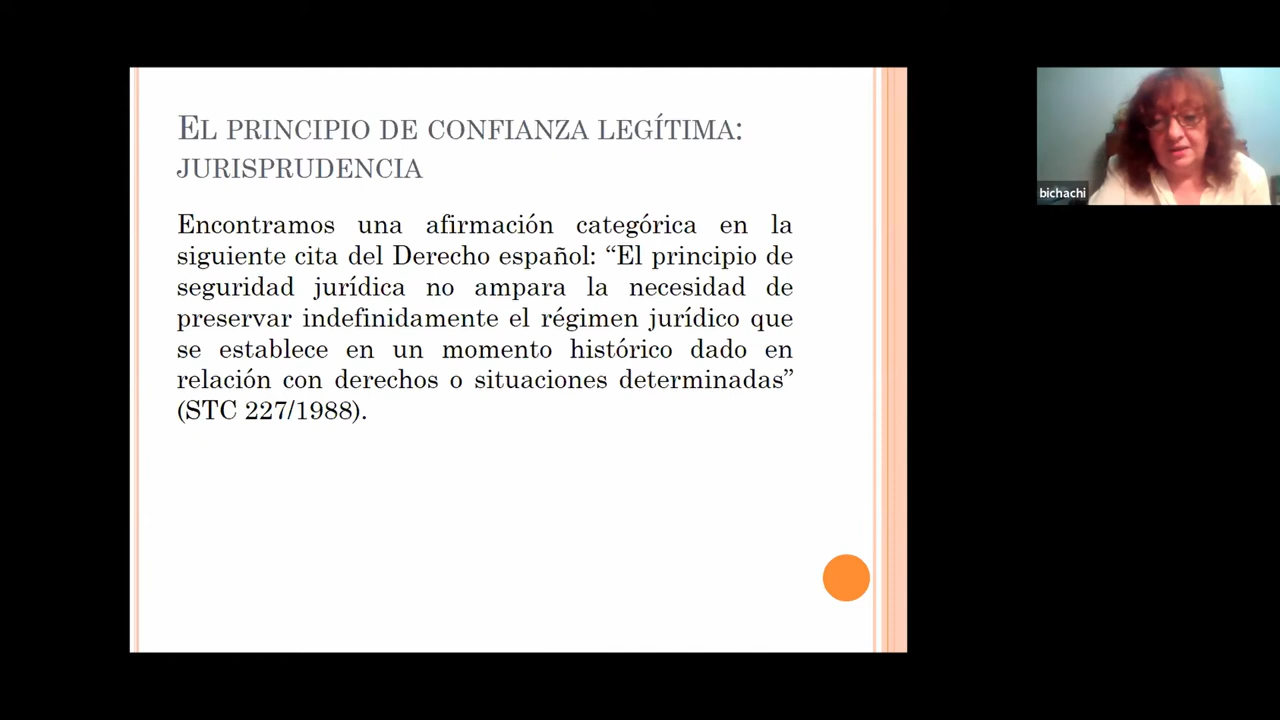 EL PRINCIPIO DE CONFIANZA LEGÍTIMA:
JURISPRUDENCIA
Encontramos una afirmación categórica en la
siguiente cita del Derecho español: “El principio de
seguridad jurídica no ampara la necesidad de
preservar indefinidamente el régimen jurídico que
se establece en un momento histórico dado en
relación con derechos o situaciones determinadas”
(STC 227/1988).
bichachi